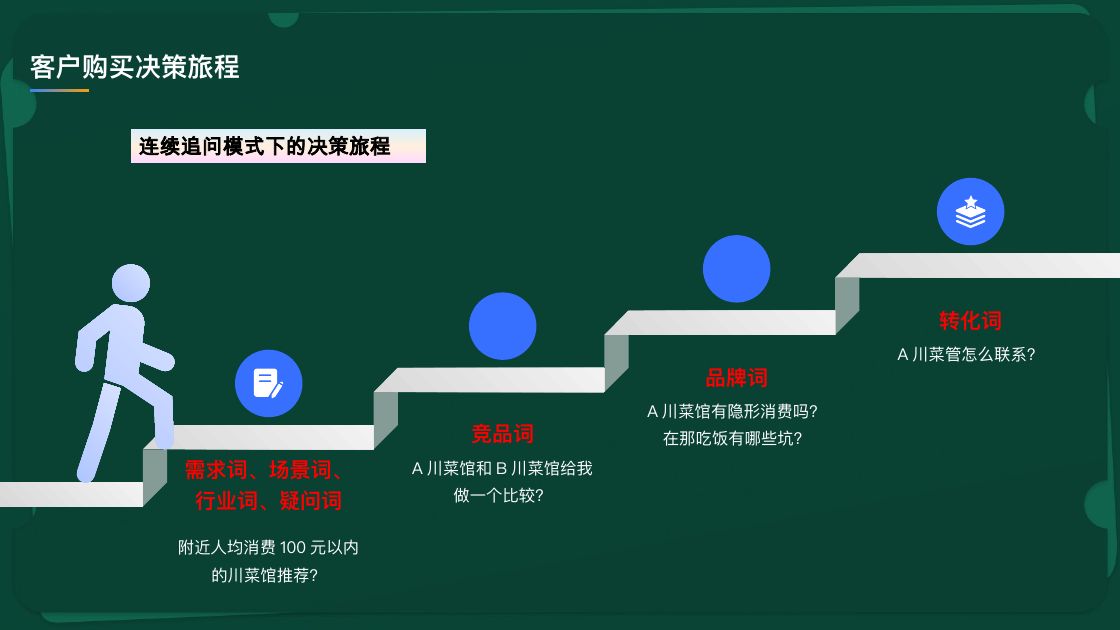 客户购买决策旅程
连续追问模式下的决策旅程
需求词、场景词、
行业词、疑问词
附近人均消费 100 元以内
的川菜馆推荐?
竞品词
A 川菜馆和 B 川菜馆给我
做一个比较?
品牌词
A 川菜馆有隐形消费吗?
在那吃饭有哪些坑?
转化词
A 川菜管怎么联系?